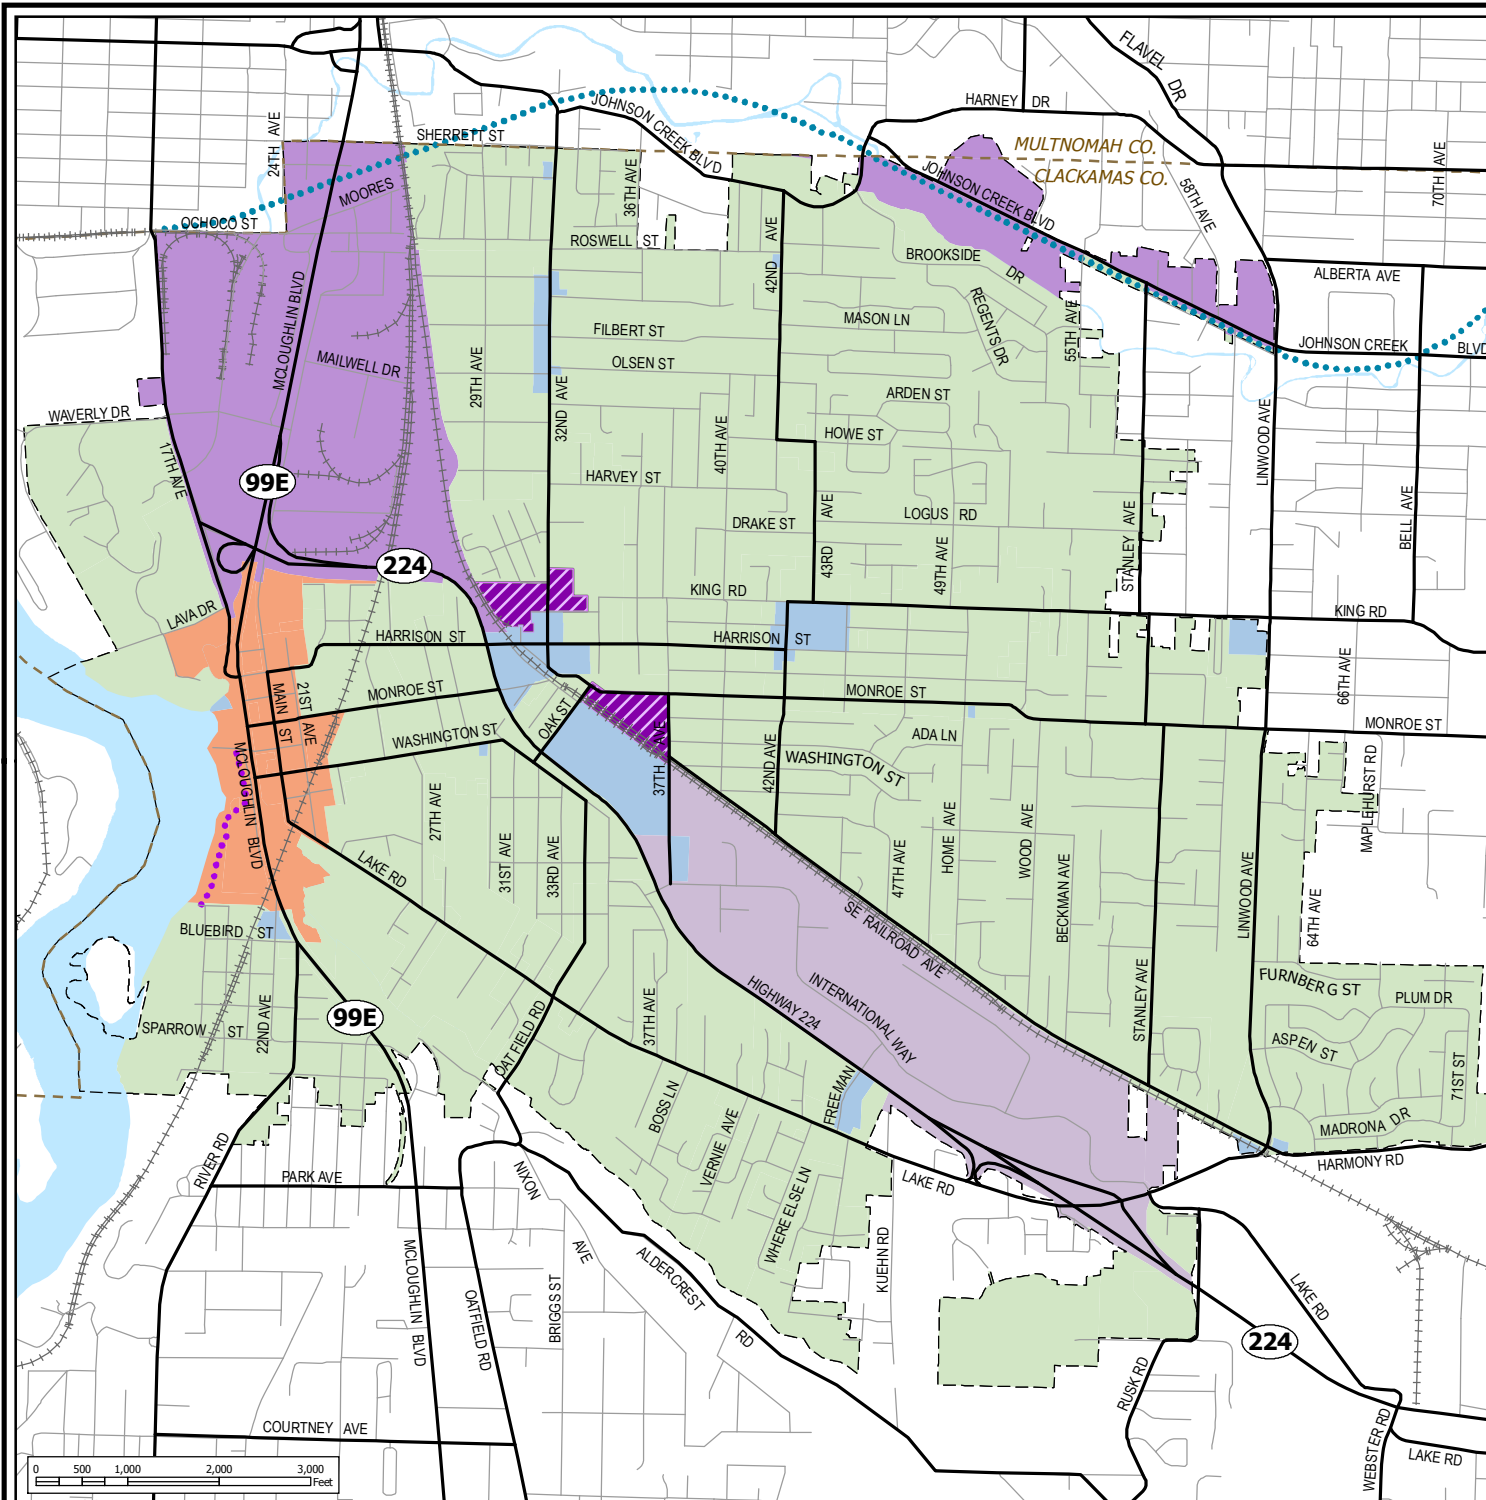 FLAVEL DR
HARNEY DR
JOHNSON CREEK BLVD
24TH AVE
SHERRETT ST
MULTNOMAH CO.
CLACKAMAS CO.
70TH AVE
36TH AVE
MOORES
58TH AVE
JOHNSON CREEK BLVD
OCHOCO ST
ROSWELL ST
42ND AVE
BROOKSIDE DR
ALBERTA AVE
MCLOUGHLIN BLVD
REGENTS DR
55TH AVE
MASON LN
FILBERT ST
OLSEN ST
JOHNSON CREEK BLVD
MAILWELL DR
29TH AVE
32ND AVE
ARDEN ST
WAVERLY DR
HOWE ST
40TH AVE
LINWOOD AVE
17TH AVE
99E
HARVEY ST
43RD AVE
DRAKE ST
LOGUS RD
STANLEY AVE
BELL AVE
49TH AVE
224
KING RD
KING RD
LAVA DR
HARRISON ST
HARRISON ST
66TH AVE
MAIN ST
21ST AVE
MONROE ST
MONROE ST
MONROE ST
OAK ST
WASHINGTON ST
37TH AVE
42ND AVE
WASHINGTON ST
ADA LN
MAPLEHURST RD
MCLOUGHLIN BLVD
27TH AVE
31ST AVE
33RD AVE
LAKE RD
47TH AVE
HOME AVE
WOOD AVE
BECKMAN AVE
LINWOOD AVE
64TH AVE
SE RAILROAD AVE
BLUEBIRD ST
INTERNATIONAL WAY
HIGHWAY 224
STANLEY AVE
FURNBERG ST
PLUM DR
99E
22ND AVE
SPARROW ST
37TH AVE
OATFIELD RD
ASPEN ST
71ST ST
BOSS LN
VERNIE AVE
FREEMAN
MADRONA DR
HARMONY RD
RIVER RD
PARK AVE
NIXON AVE
WHERE ELSE LN
LAKE RD
KUEHN RD
MCLOUGHLIN BLVD
OATFIELD RD
BRIGGS ST
ALDERCREST RD
LAKE RD
224
RUSK RD
COURTNEY AVE
WEBSTER RD
LAKE RD
0 500 1,000 2,000 3,000
Feet